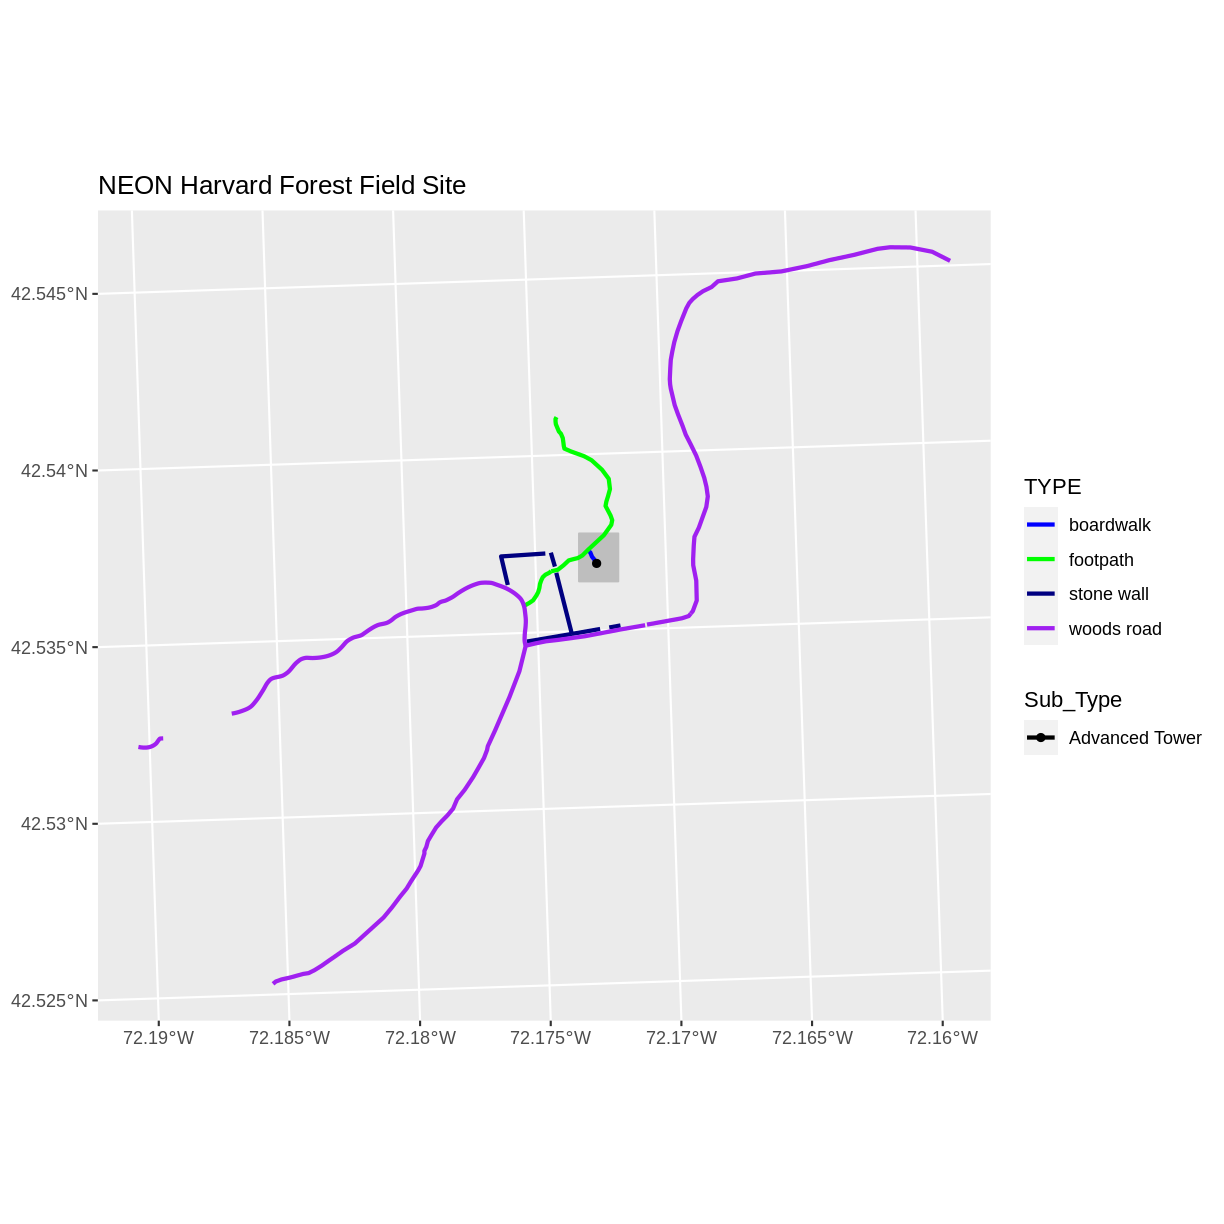 NEON Harvard Forest Field Site
42.545°N
42.54°N
42.535°N
42.53°N
42.525°N
72.19°W
72.185°W
72.18°W
72.175°W
72.17°W
72.165°W
72.16°W
TYPE
boardwalk
footpath
stone wall
woods road
Sub_Type
Advanced Tower